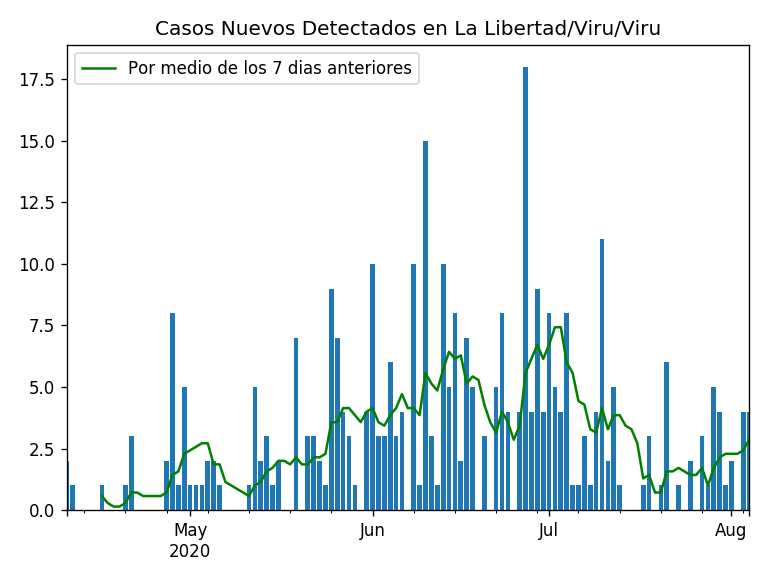 Casos Nuevos Detectados en La Libertad/Viru/Viru
Por medio de los 7 dias anteriores
17.5
15.0
12.5
10.0
7.5
5.0
2.5
0.0
May
2020
Jun
Jul
Aug